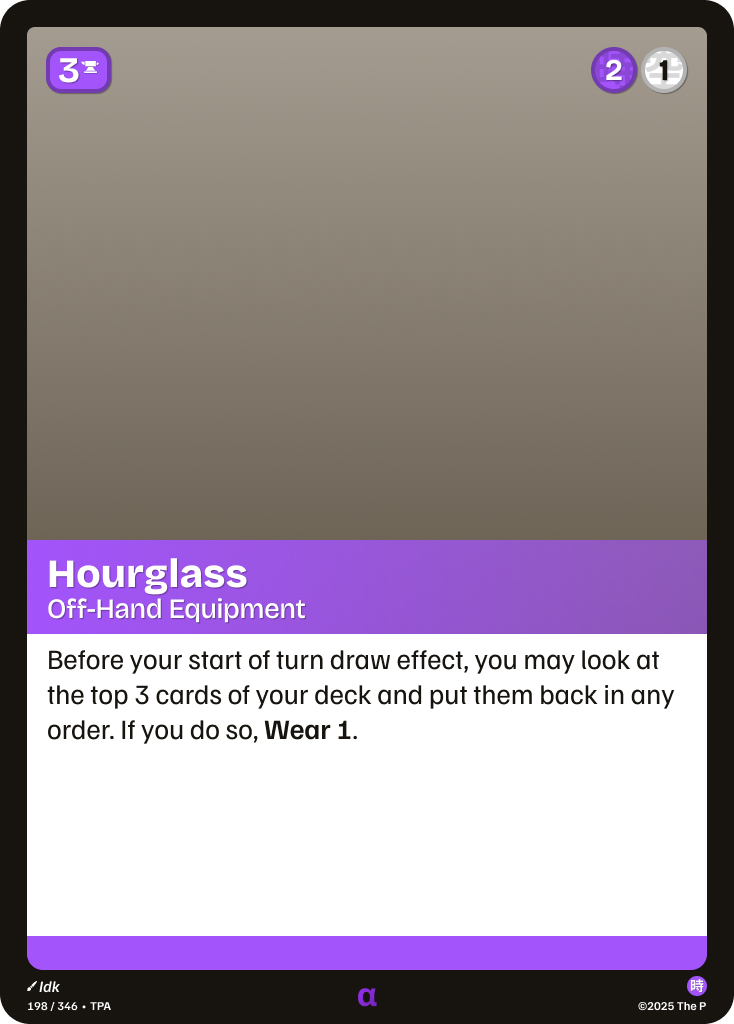 3
2 1
Hourglass
Off-Hand Equipment
Before your start of turn draw effect, you may look at
the top 3 cards of your deck and put them back in any
order. If you do so, Wear 1.
Idk
198 / 346 • TPA
α
時
©2025 The P